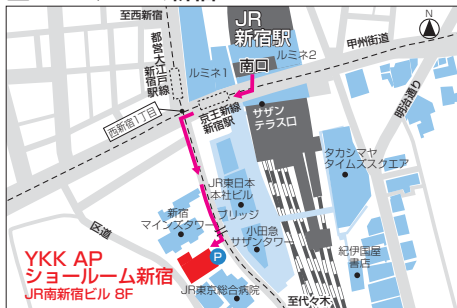 至西新宿
JR
新宿駅
ルミネ1
ルミネ2
南口
甲州街道
N
都営大江戸線
新宿駅
京王新線
新宿駅
西新宿1丁目
サザン
テラス口
明治通り
タカシマヤ
タイムズスクエア
JR東日本
本社ビル
新宿
マインズタワー
ブリッジ
小田急
サザンタワー
紀伊国屋
書店
区道
P
YKK AP
ショールーム新宿
JR南新宿ビル 8F
JR東京総合病院
至代々木